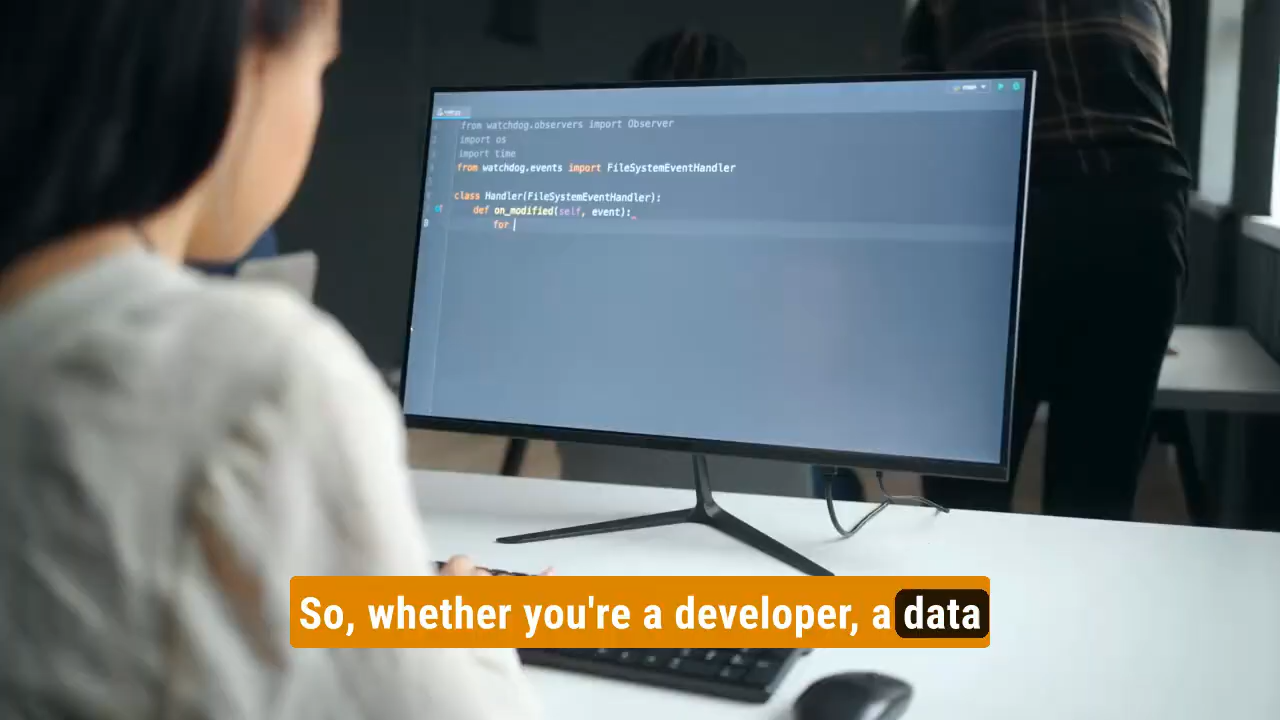 from watchdog.observers import Observer
import os
import time
from watchdog.events import FileSystemEventHandler
class Handler(FileSystemEventHandler):
def on_modified(self, event):
for
So, whether you're a developer, a data